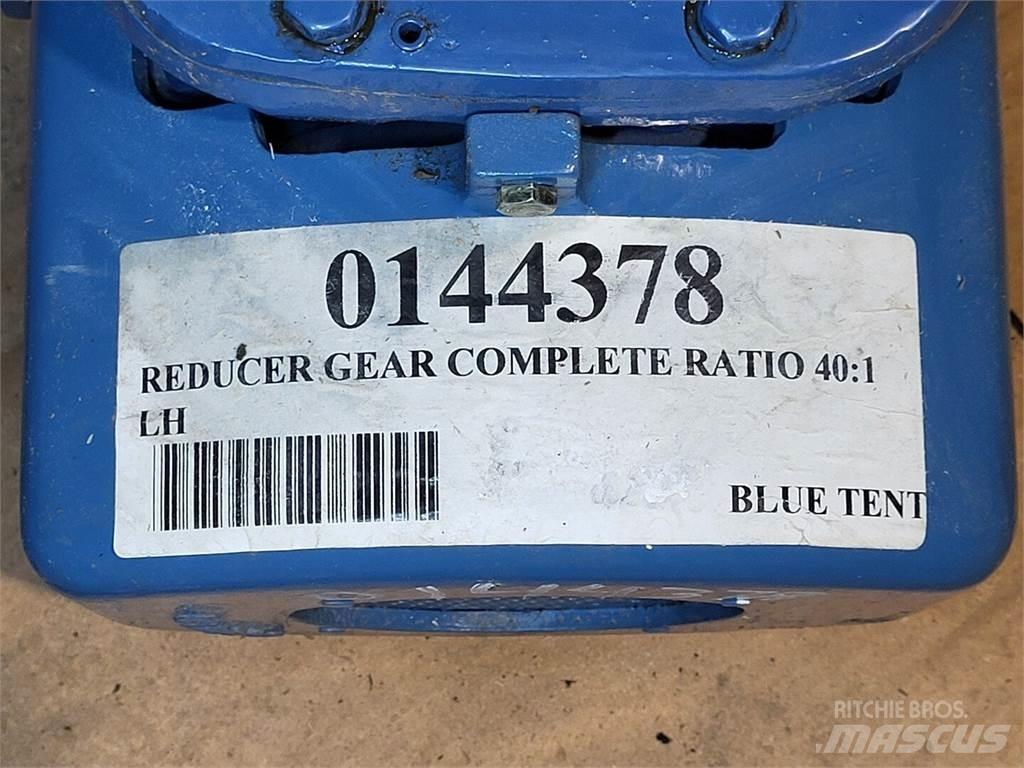 0144378
REDUCER GEAR COMPLETE RATIO 40:1
LH
BLUE TENT
RITCHIE BROS.
MASCUS